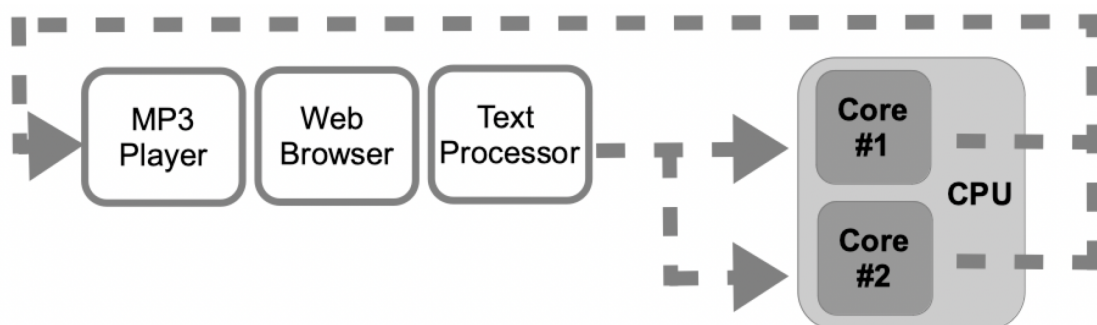 MP3
Player
Web
Browser
Text
Processor
Core
#1
CPU
Core
#2